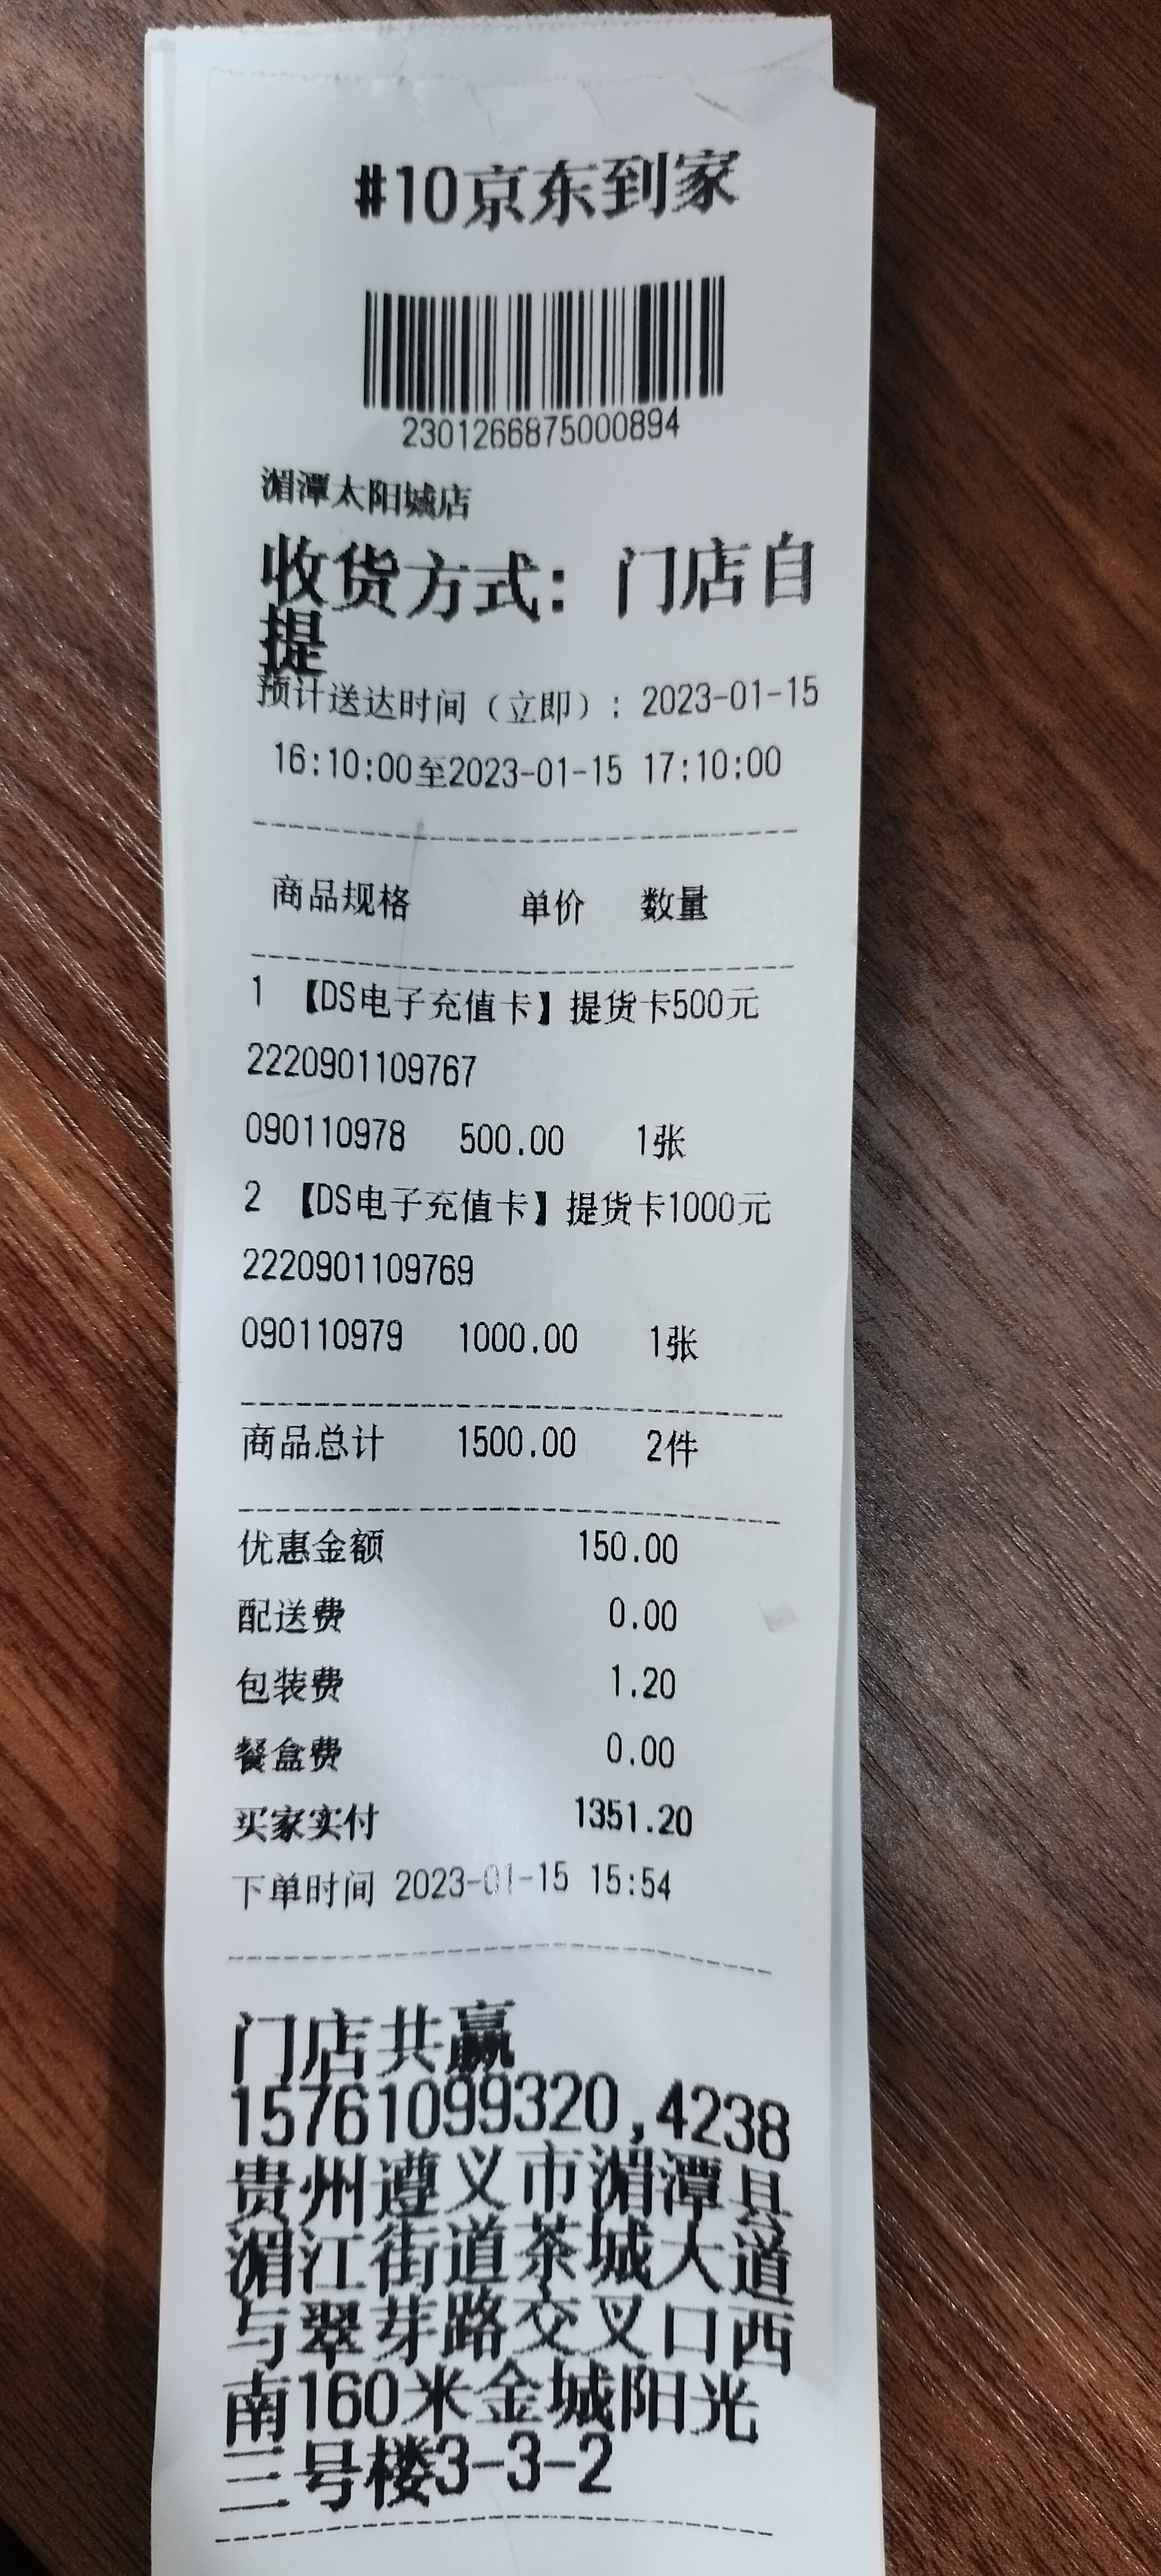 #10京东到家
2301266875000894
湄潭太阳城店
收货方式：门店自
提
预计送达时间（立即）：2023-01-15
16:10:00至2023-01-15 17:10:00
商品规格 单价 数量
1 【DS电子充值卡】提货卡500元
2220901109767
090110978 500.00 1张
2 【DS电子充值卡】提货卡1000元
2220901109769
090110979 1000.00 1张
商品总计 1500.00 2件
优惠金额 150.00
配送费 0.00
包装费 1.20
餐盒费 0.00
买家实付 1351.20
下单时间 2023-01-15 15:54
门店共赢
15761099320,4238
贵州遵义市湄潭县
湄江街道茶城大道
与翠芽路交叉口西
南160米金城阳光
三号楼3-3-2